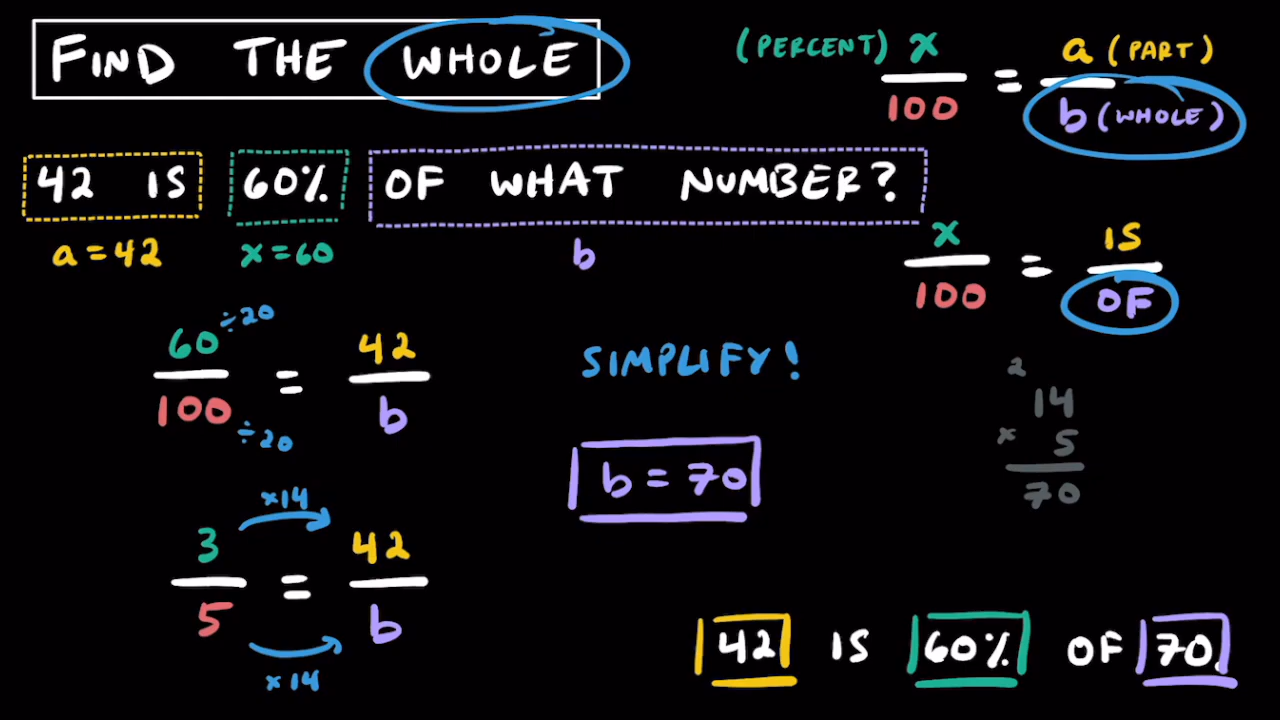 FIND THE WHOLE
(PERCENT) x/100 = a (PART)/b (WHOLE)
42 IS 60% OF WHAT NUMBER?
a = 42 x = 60 b
x/100 = IS/OF
60 ÷20 / 100 ÷20 = 42/b
SIMPLIFY!
2
14
× 5
70
b = 70
×14
3/5 = 42/b
×14
42 IS 60% OF 70.